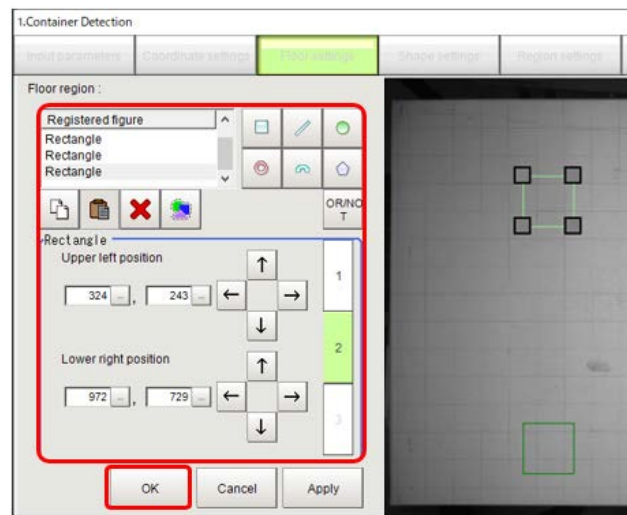 1.Container Detection
Input parameters Coordinate settings Floor settings Shape settings Region settings
Floor region :
Registered figure
Rectangle
Rectangle
Rectangle
OR/NO
T
Rectangle
Upper left position
324 ... , 243 ...
1
2
Lower right position
972 ... , 729 ...
3
OK Cancel Apply